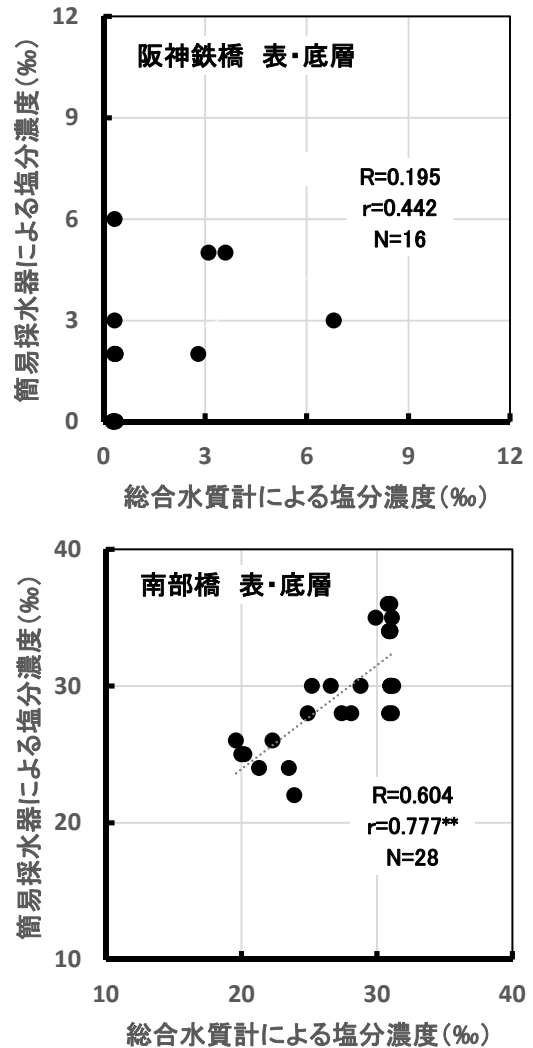 12
阪神鉄橋　表・底層
9
R=0.195
r=0.442
N=16
6
3
0
0 3 6 9 12
簡易採水器による塩分濃度(‰)
総合水質計による塩分濃度(‰)
40
南部橋　表・底層
30
R=0.604
r=0.777**
N=28
20
10
10 20 30 40
簡易採水器による塩分濃度(‰)
総合水質計による塩分濃度(‰)